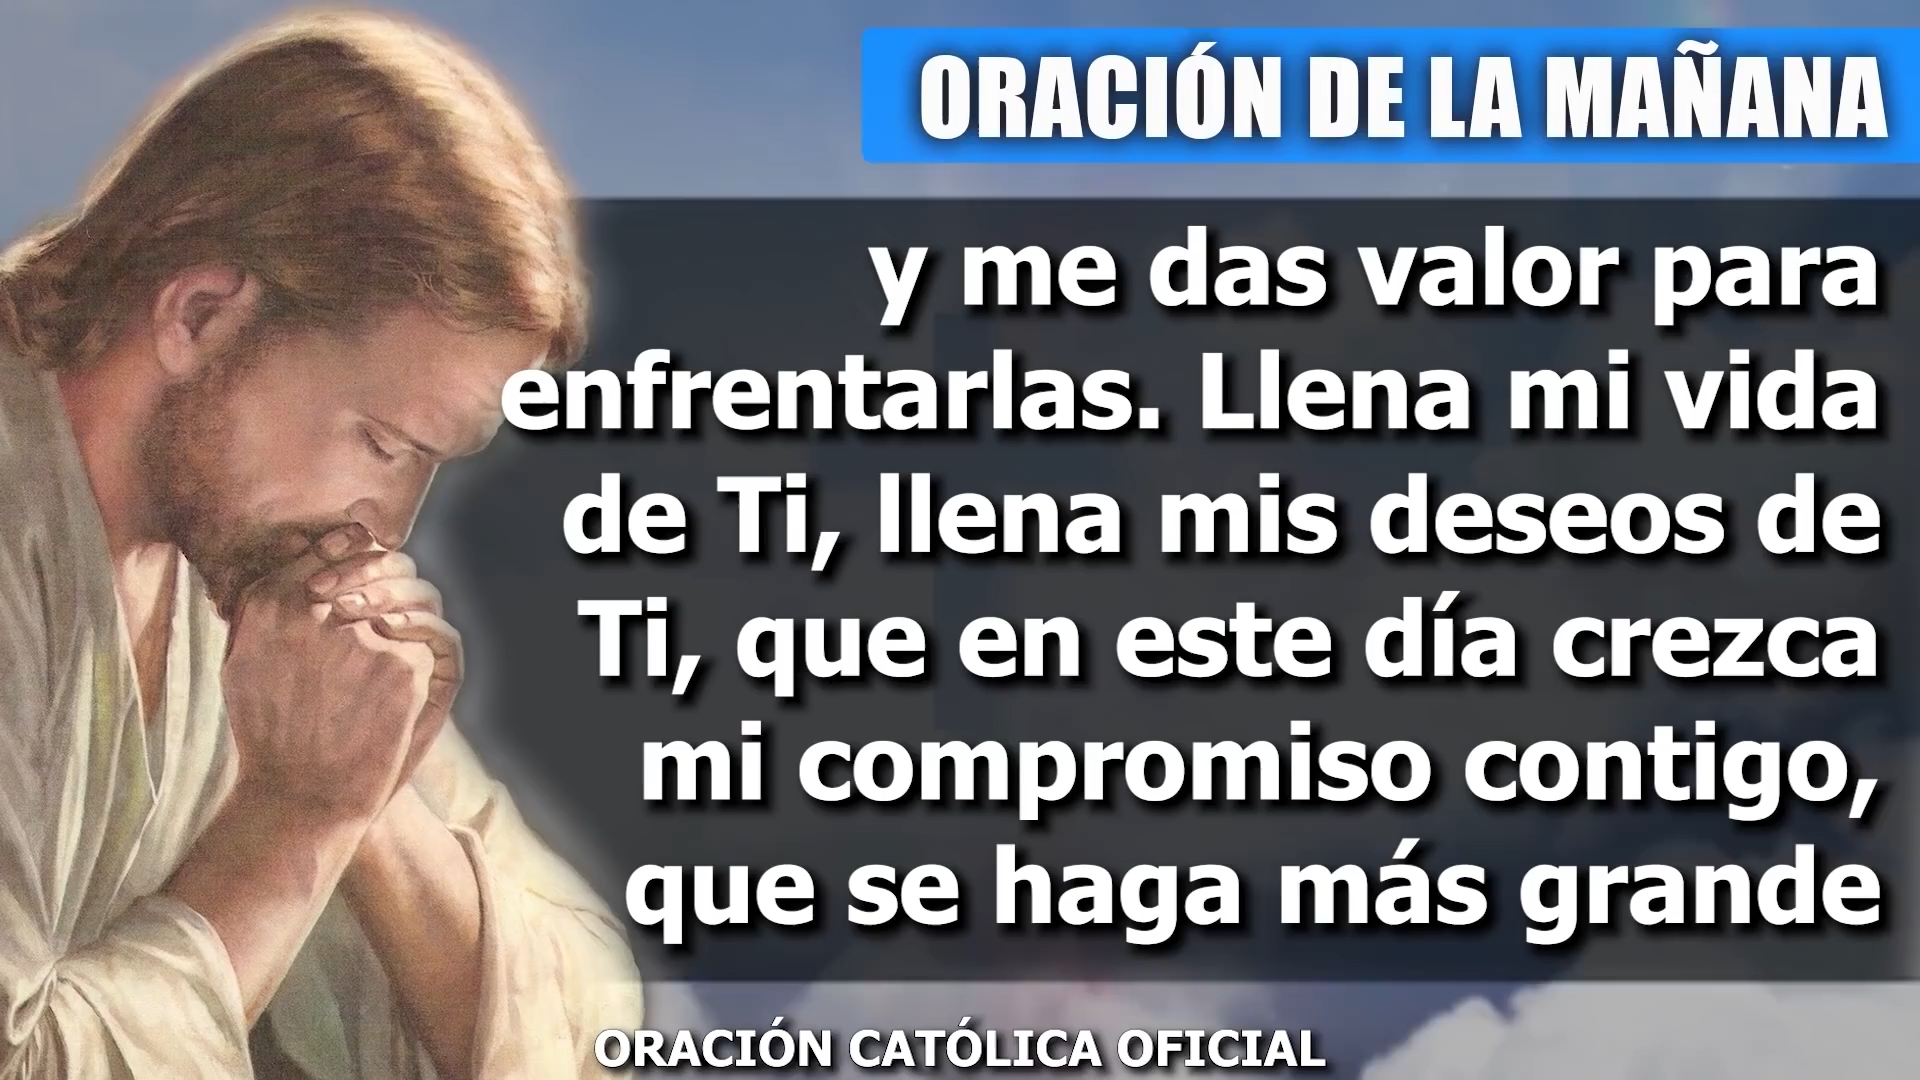 ORACIÓN DE LA MAÑANA
y me das valor para
enfrentarlas. Llena mi vida
de Ti, llena mis deseos de
Ti, que en este día crezca
mi compromiso contigo,
que se haga más grande
ORACIÓN CATÓLICA OFICIAL